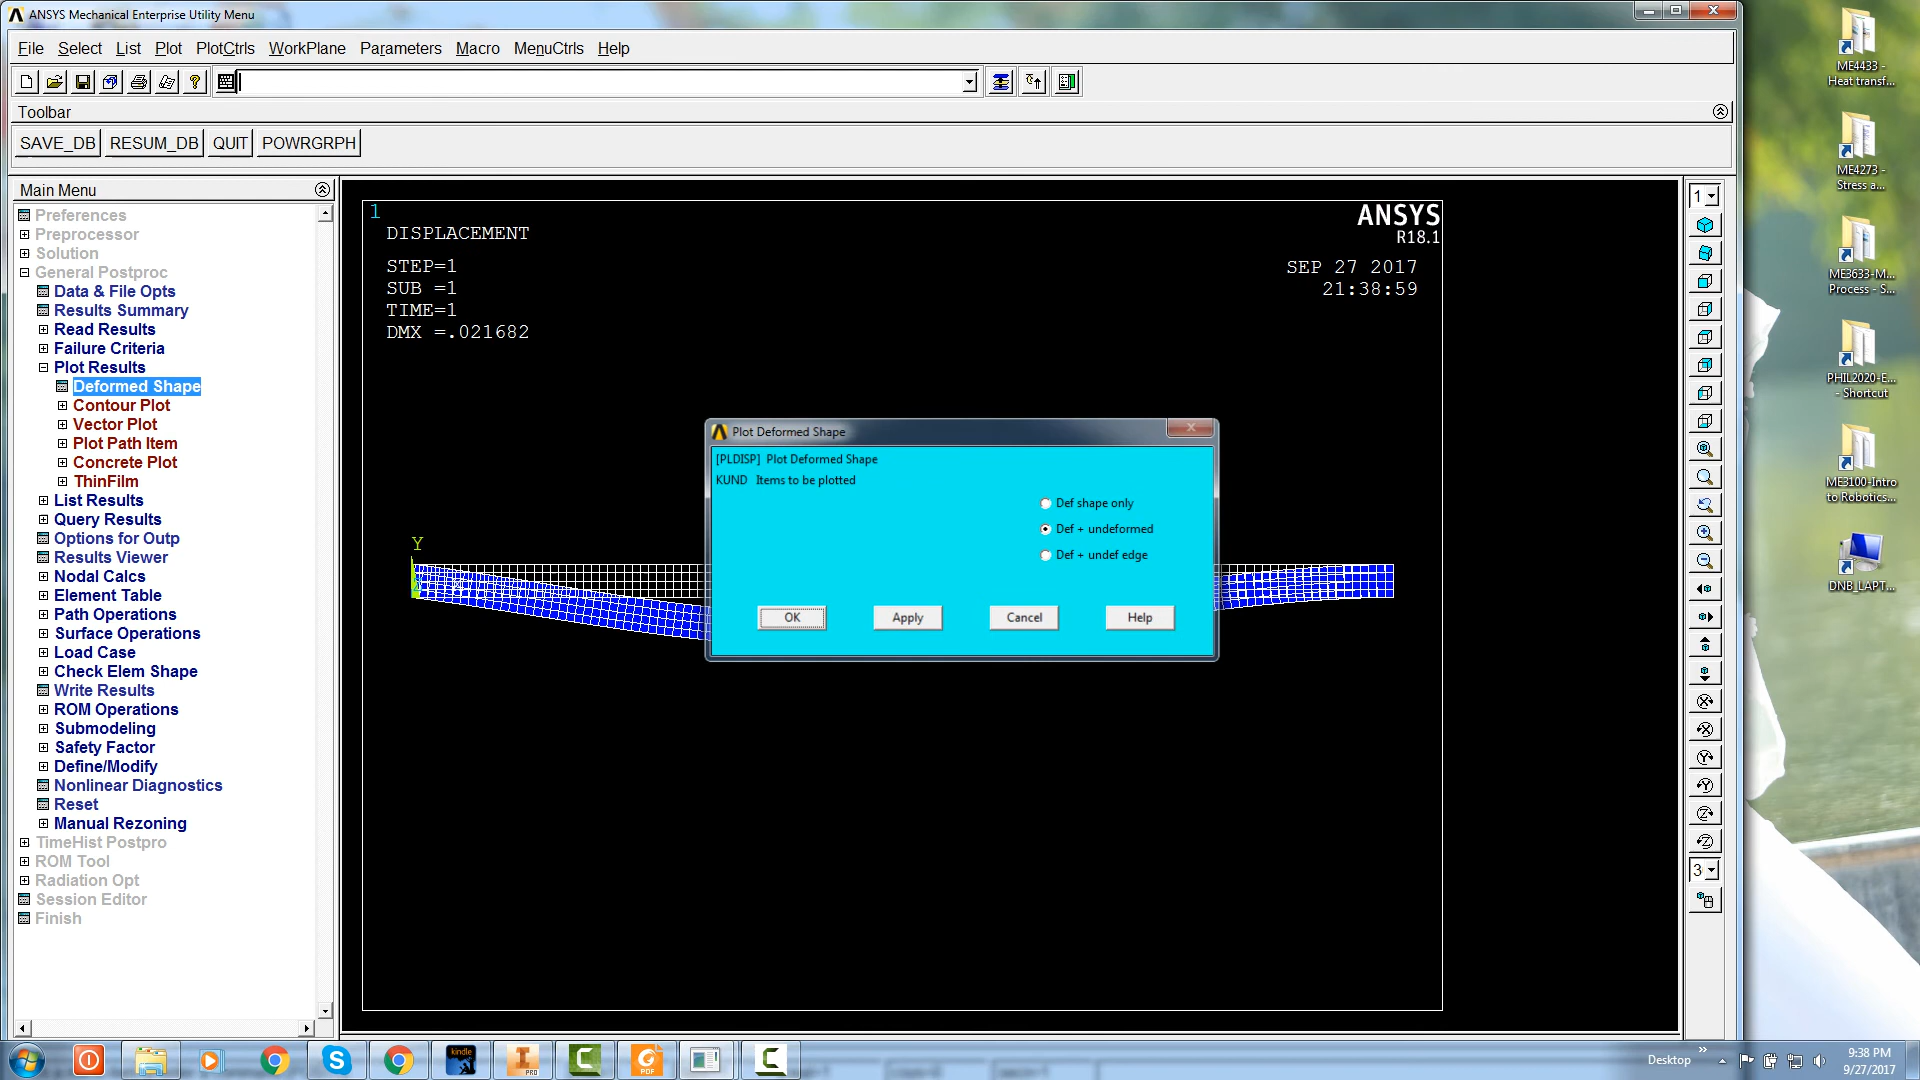 ANSYS Mechanical Enterprise Utility Menu
File Select List Plot PlotCtrls WorkPlane Parameters Macro MenuCtrls Help
Toolbar
SAVE_DB RESUM_DB QUIT POWRGRPH
Main Menu
Preferences
Preprocessor
Solution
General Postproc
Data & File Opts
Results Summary
Read Results
Failure Criteria
Plot Results
Deformed Shape
Contour Plot
Vector Plot
Plot Path Item
Concrete Plot
ThinFilm
List Results
Query Results
Options for Outp
Results Viewer
Nodal Calcs
Element Table
Path Operations
Surface Operations
Load Case
Check Elem Shape
Write Results
ROM Operations
Submodeling
Safety Factor
Define/Modify
Nonlinear Diagnostics
Reset
Manual Rezoning
TimeHist Postpro
ROM Tool
Radiation Opt
Session Editor
Finish
1
DISPLACEMENT
STEP=1
SUB =1
TIME=1
DMX =.021682
ANSYS
R18.1
SEP 27 2017
21:38:59
Y
Plot Deformed Shape
[PLDISP] Plot Deformed Shape
KUND Items to be plotted
Def shape only
Def + undeformed
Def + undef edge
OK Apply Cancel Help
1
3
ME4433 -
Heat transf...
ME4273 -
Stress a...
ME3633-M...
Process - S...
PHIL2020-E...
- Shortcut
ME3100-Intro
to Robotics...
DNB_LAPT...
kindle
PRO
PDF
Desktop
9:38 PM
9/27/2017